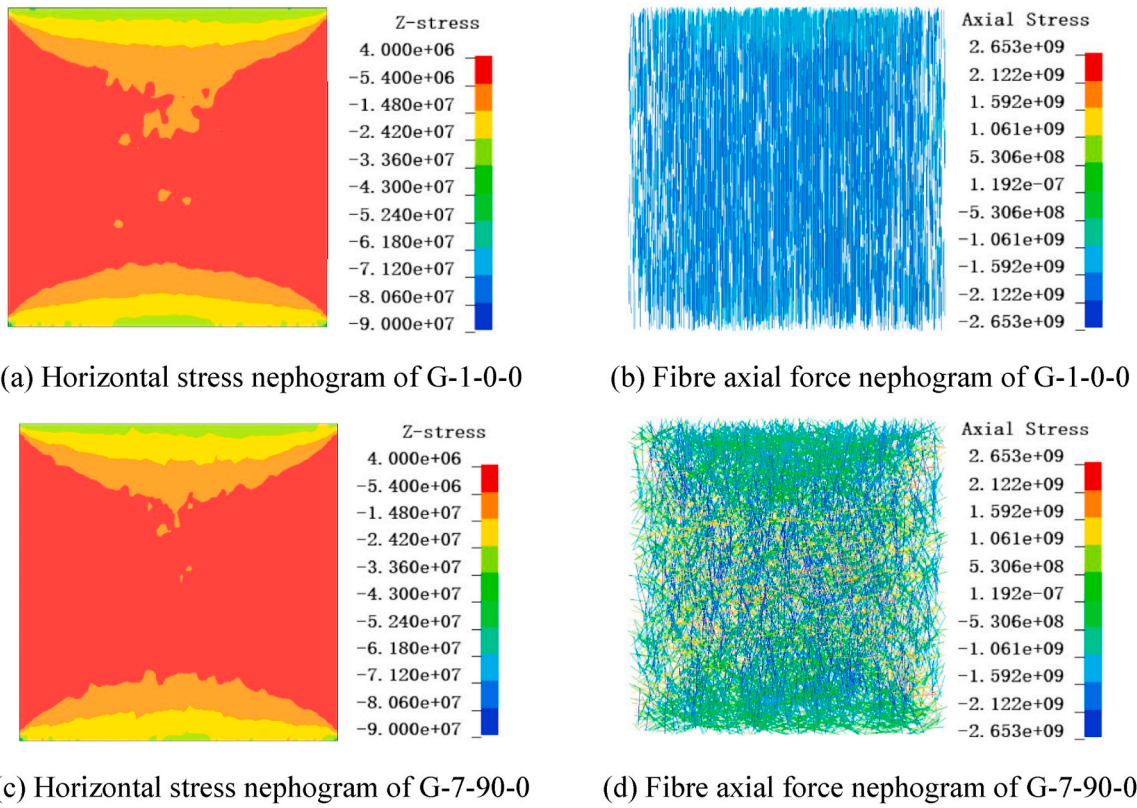 Z-stress
4.000e+06
-5.400e+06
-1.480e+07
-2.420e+07
-3.360e+07
-4.300e+07
-5.240e+07
-6.180e+07
-7.120e+07
-8.060e+07
-9.000e+07
Axial Stress
2.653e+09
2.122e+09
1.592e+09
1.061e+09
5.306e+08
1.192e-07
-5.306e+08
-1.061e+09
-1.592e+09
-2.122e+09
-2.653e+09
(a) Horizontal stress nephogram of G-1-0-0
(b) Fibre axial force nephogram of G-1-0-0
Z-stress
4.000e+06
-5.400e+06
-1.480e+07
-2.420e+07
-3.360e+07
-4.300e+07
-5.240e+07
-6.180e+07
-7.120e+07
-8.060e+07
-9.000e+07
Axial Stress
2.653e+09
2.122e+09
1.592e+09
1.061e+09
5.306e+08
1.192e-07
-5.306e+08
-1.061e+09
-1.592e+09
-2.122e+09
-2.653e+09
(c) Horizontal stress nephogram of G-7-90-0
(d) Fibre axial force nephogram of G-7-90-0